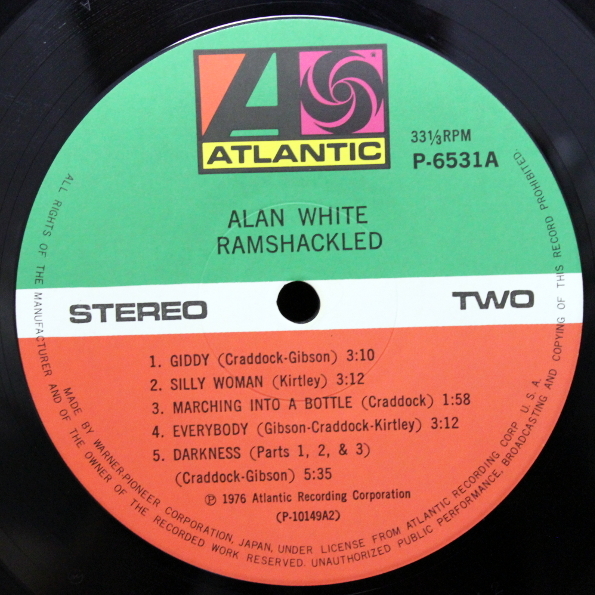 ATLANTIC
33⅓RPM
P-6531A
ALAN WHITE
RAMSHACKLED
STEREO TWO
1. GIDDY (Craddock-Gibson) 3:10
2. SILLY WOMAN (Kirtley) 3:12
3. MARCHING INTO A BOTTLE (Craddock) 1:58
4. EVERYBODY (Gibson-Craddock-Kirtley) 3:12
5. DARKNESS (Parts 1, 2, & 3)
(Craddock-Gibson) 5:35
℗ 1976 Atlantic Recording Corporation
(P-10149A2)
MADE BY WARNER-PIONEER CORPORATION, JAPAN, UNDER LICENSE FROM ATLANTIC RECORDING CORP. U.S.A.
ALL RIGHTS OF THE MANUFACTURER AND OF THE OWNER OF THE RECORDED WORK RESERVED. UNAUTHORIZED PUBLIC PERFORMANCE, BROADCASTING AND COPYING OF THIS RECORD PROHIBITED.